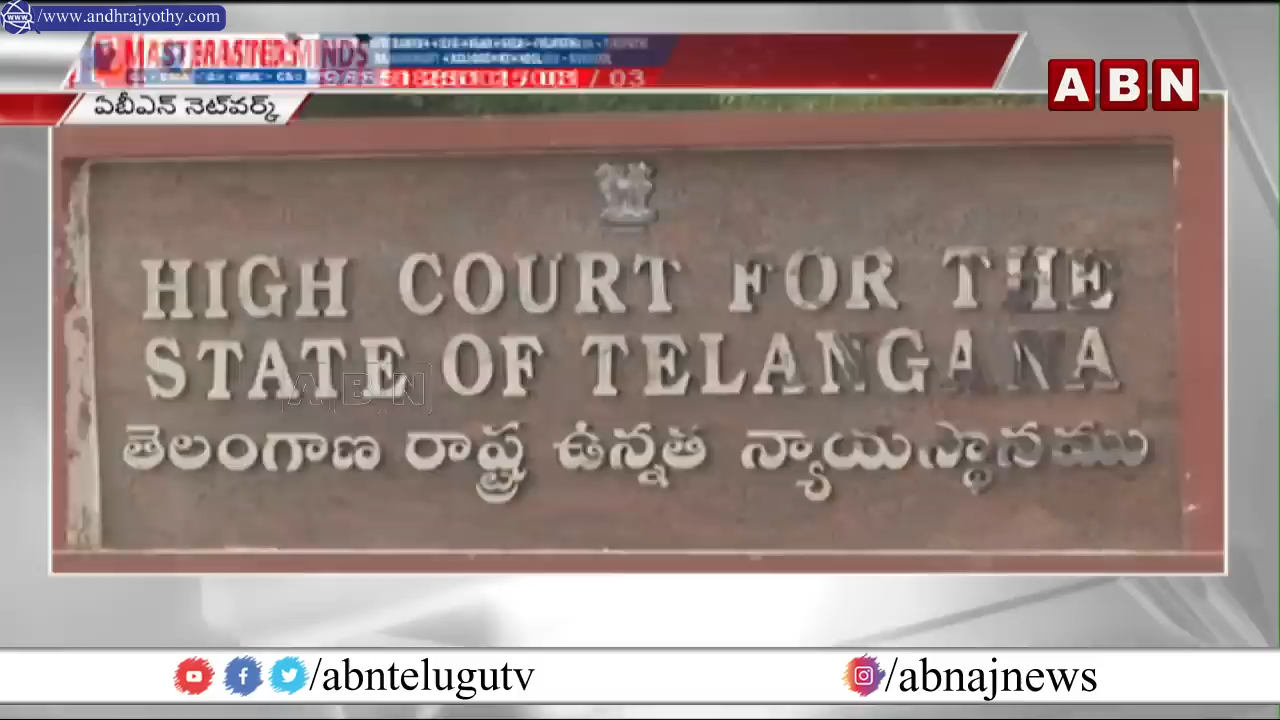 /www.andhrajyothy.com
ABN
ఏబీఎన్ నెట్‌వర్క్
HIGH COURT FOR THE
STATE OF TELANGANA
తెలంగాణ రాష్ట్ర ఉన్నత న్యాయస్థానము
ABN
/abntelugutv
/abnajnews